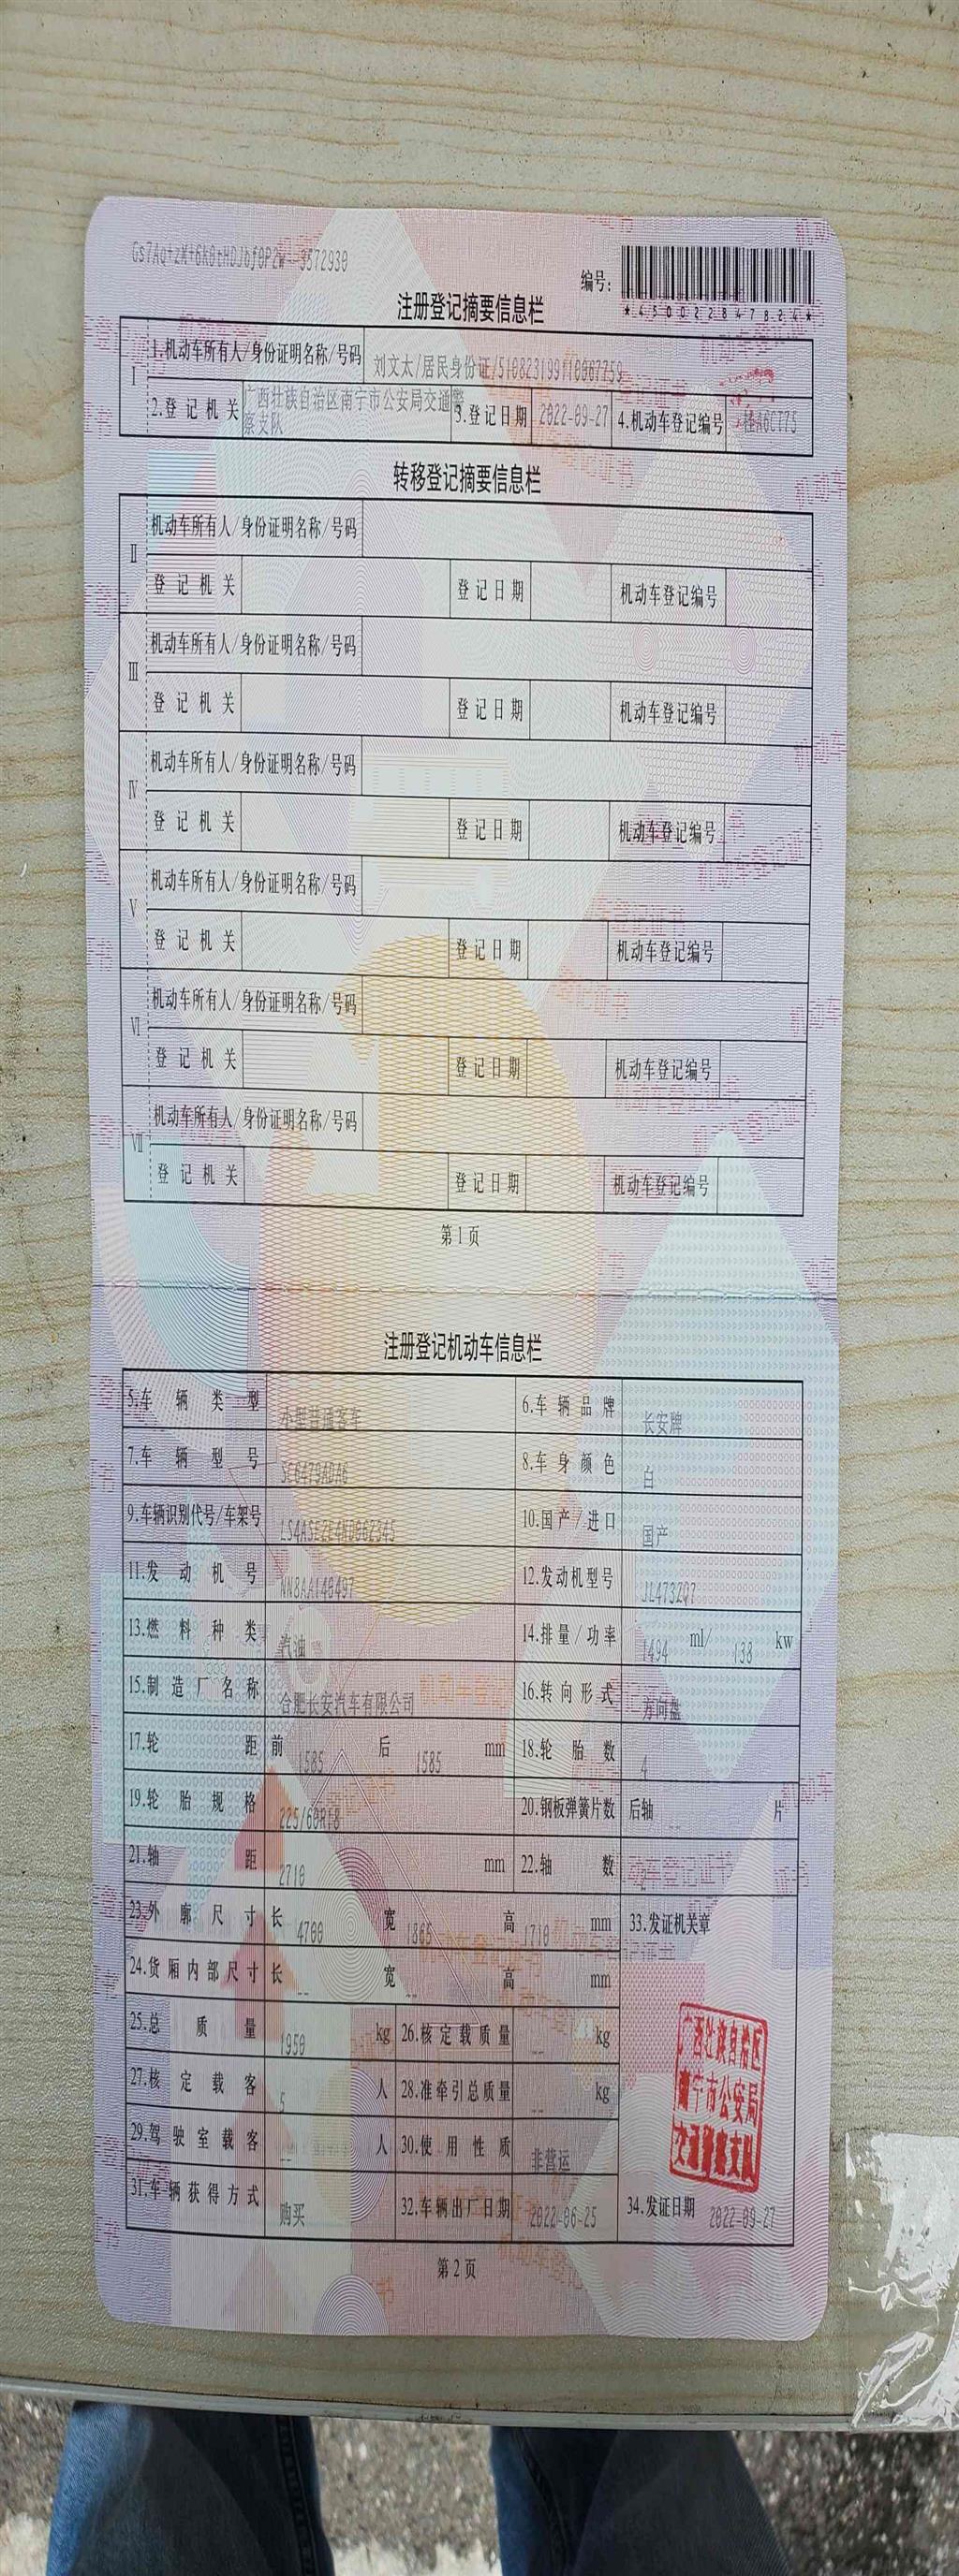 编号:
*450022847824*
注册登记摘要信息栏
I 1.机动车所有人/身份证明名称/号码 刘文太/居民身份证/
2.登记机关 广西壮族自治区南宁市公安局交通警察支队 3.登记日期 2022-09-27 4.机动车登记编号 桂A6C775
转移登记摘要信息栏
II 机动车所有人/身份证明名称/号码
登记机关 登记日期 机动车登记编号
III 机动车所有人/身份证明名称/号码
登记机关 登记日期 机动车登记编号
IV 机动车所有人/身份证明名称/号码
登记机关 登记日期 机动车登记编号
V 机动车所有人/身份证明名称/号码
登记机关 登记日期 机动车登记编号
VI 机动车所有人/身份证明名称/号码
登记机关 登记日期 机动车登记编号
VII 机动车所有人/身份证明名称/号码
登记机关 登记日期 机动车登记编号
第1页
注册登记机动车信息栏
5.车辆类型 小型普通客车 6.车辆品牌 长安牌
7.车辆型号 SC6479ABA6 8.车身颜色 白
9.车辆识别代号/车架号 10.国产/进口 国产
11.发动机号 NN8AA148497 12.发动机型号 JL473ZQ7
13.燃料种类 汽油 14.排量/功率 1494 ml/ 138 kw
15.制造厂名称 合肥长安汽车有限公司 16.转向形式 方向盘
17.轮距 前 1585 后 1585 mm 18.轮胎数 4
19.轮胎规格 225/60R18 20.钢板弹簧片数 后轴 -- 片
21.轴距 2710 mm 22.轴数
23.外廓尺寸 长 4700 宽 1865 高 1710 mm 33.发证机关章
24.货厢内部尺寸 长 -- 宽 -- 高 -- mm
25.总质量 1950 kg 26.核定载质量 -- kg
27.核定载客 5 人 28.准牵引总质量 -- kg
29.驾驶室载客 -- 人 30.使用性质 非营运
31.车辆获得方式 购买 32.车辆出厂日期 2022-06-25 34.发证日期 2022-09-27
广西壮族自治区
南宁市公安局
交通警察支队
第2页